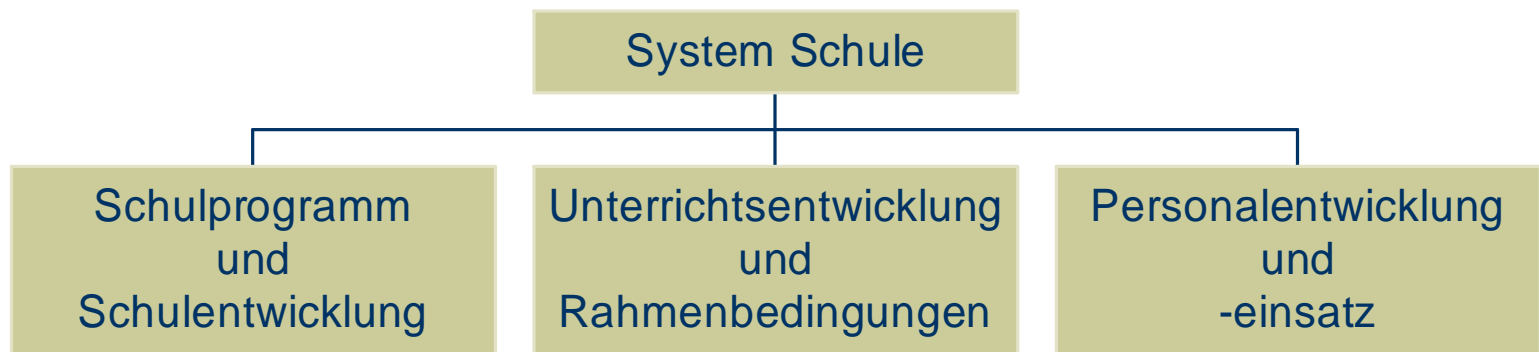 System Schule
Schulprogramm
und
Schulentwicklung
Unterrichtsentwicklung
und
Rahmenbedingungen
Personalentwicklung
und
-einsatz